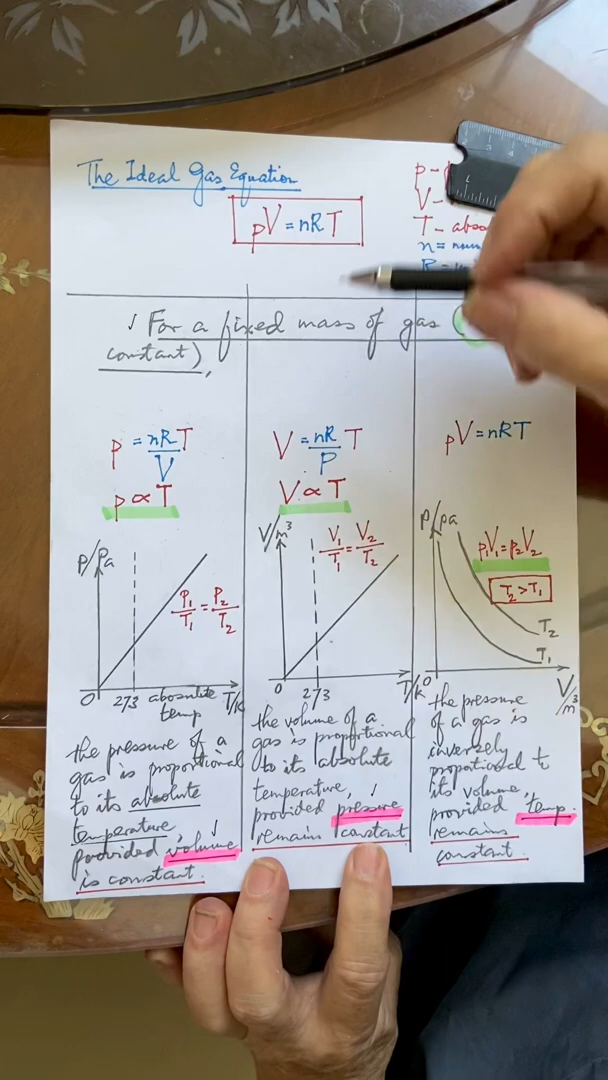 The Ideal Gas Equation
pV = nRT
p -
V -
T - abso
n = num
R =
For a fixed mass of gas (
constant),
p = nR/V T
p ∝ T
P/Pa
P1/T1 = P2/T2
0
273
absolute temp
T/K
the pressure of a
gas is proportional
to its absolute
temperature,
provided volume
is constant.
V = nR/P T
V ∝ T
V/m³
V1/T1 = V2/T2
0
273
T/K
the volume of a
gas is proportional
to its absolute
temperature,
provided pressure
remain constant
pV = nRT
P/pa
p1V1 = p2V2
T2 > T1
T2
T1
0
V/m³
the pressure
of a gas is
inversely
proportional to
its volume,
provided temp.
remains
constant.